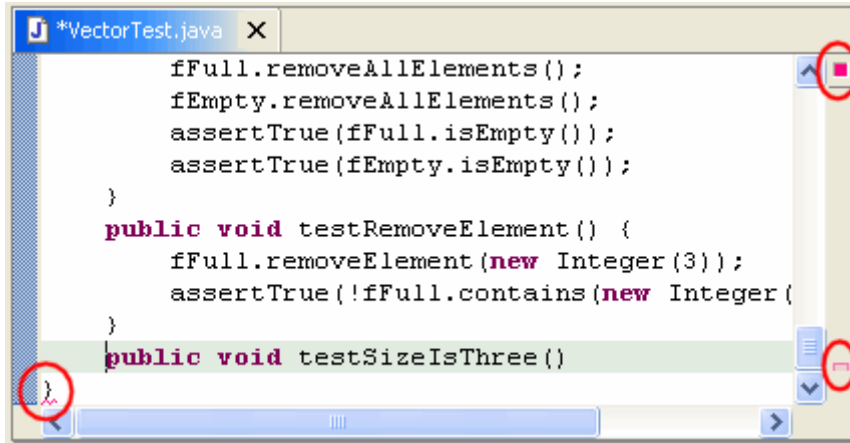 *VectorTest.java
fFull.removeAllElements();
fEmpty.removeAllElements();
assertTrue(fFull.isEmpty());
assertTrue(fEmpty.isEmpty());
}
public void testRemoveElement() {
fFull.removeElement(new Integer(3));
assertTrue(!fFull.contains(new Integer(
}
public void testSizeIsThree()
}